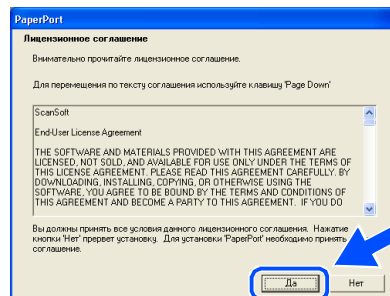 PaperPort
Лицензионное соглашение
Внимательно прочитайте лицензионное соглашение.
Для перемещения по тексту соглашения используйте клавишу 'Page Down'
ScanSoft
End-User License Agreement
THE SOFTWARE AND MATERIALS PROVIDED WITH THIS AGREEMENT ARE
LICENSED, NOT SOLD, AND AVAILABLE FOR USE ONLY UNDER THE TERMS OF
THIS LICENSE AGREEMENT. PLEASE READ THIS AGREEMENT CAREFULLY. BY
DOWNLOADING, INSTALLING, COPYING, OR OTHERWISE USING THE
SOFTWARE, YOU AGREE TO BE BOUND BY THE TERMS AND CONDITIONS OF
THIS AGREEMENT AND BECOME A PARTY TO THIS AGREEMENT. IF YOU DO
Вы должны принять все условия данного лицензионного соглашения. Нажатие
кнопки 'Нет' прервет установку. Для установки 'PaperPort' необходимо принять
соглашение.
Да
Нет